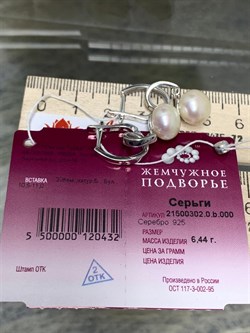 ВСТАВКА
5 500000 120432
Штамп ОТК
2
ОТК
ЖЕМЧУЖНОЕ
ПОДВОРЬЕ
Серьги
АРТИКУЛ 21500302.0.b.000
Серебро 925
РАЗМЕР
МАССА ИЗДЕЛИЯ 6,44 г.
ЦЕНА ЗА ГРАММ
ЦЕНА ИЗДЕЛИЯ
Произведено в России
ОСТ 117-3-002-95